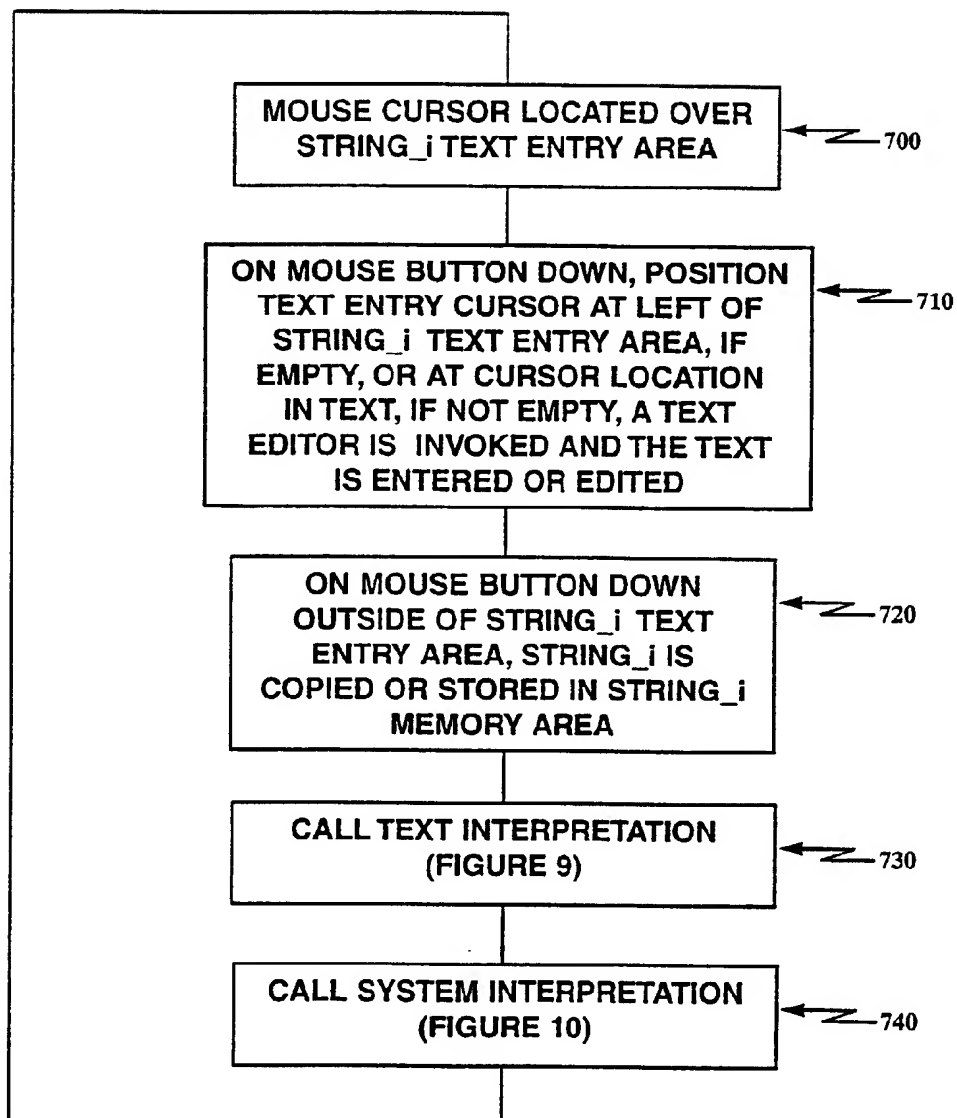 MOUSE CURSOR LOCATED OVER
STRING_i TEXT ENTRY AREA
700
ON MOUSE BUTTON DOWN, POSITION
TEXT ENTRY CURSOR AT LEFT OF
STRING_i TEXT ENTRY AREA, IF
EMPTY, OR AT CURSOR LOCATION
IN TEXT, IF NOT EMPTY, A TEXT
EDITOR IS INVOKED AND THE TEXT
IS ENTERED OR EDITED
710
ON MOUSE BUTTON DOWN
OUTSIDE OF STRING_i TEXT
ENTRY AREA, STRING_i IS
COPIED OR STORED IN STRING_i
MEMORY AREA
720
CALL TEXT INTERPRETATION
(FIGURE 9)
730
CALL SYSTEM INTERPRETATION
(FIGURE 10)
740